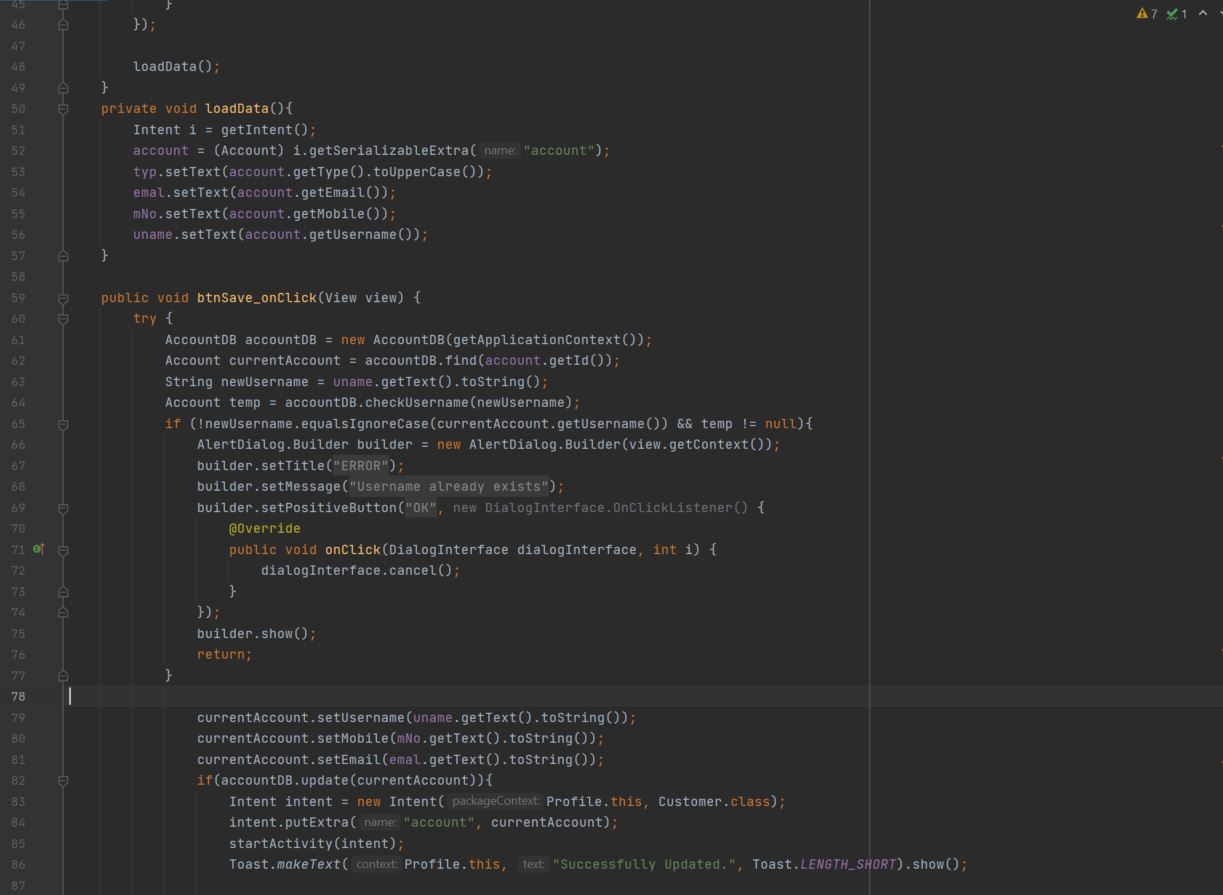 45 }
7 1
46 });
47
48 loadData();
49 }
50 private void loadData(){
51 Intent i = getIntent();
52 account = (Account) i.getSerializableExtra( name: "account");
53 typ.setText(account.getType().toUpperCase());
54 emal.setText(account.getEmail());
55 mNo.setText(account.getMobile());
56 uname.setText(account.getUsername());
57 }
58
59 public void btnSave_onClick(View view) {
60 try {
61 AccountDB accountDB = new AccountDB(getApplicationContext());
62 Account currentAccount = accountDB.find(account.getId());
63 String newUsername = uname.getText().toString();
64 Account temp = accountDB.checkUsername(newUsername);
65 if (!newUsername.equalsIgnoreCase(currentAccount.getUsername()) && temp != null){
66 AlertDialog.Builder builder = new AlertDialog.Builder(view.getContext());
67 builder.setTitle("ERROR");
68 builder.setMessage("Username already exists");
69 builder.setPositiveButton("OK", new DialogInterface.OnClickListener() {
70 @Override
71 public void onClick(DialogInterface dialogInterface, int i) {
72 dialogInterface.cancel();
73 }
74 });
75 builder.show();
76 return;
77 }
78
79 currentAccount.setUsername(uname.getText().toString());
80 currentAccount.setMobile(mNo.getText().toString());
81 currentAccount.setEmail(emal.getText().toString());
82 if(accountDB.update(currentAccount)){
83 Intent intent = new Intent( packageContext: Profile.this, Customer.class);
84 intent.putExtra( name: "account", currentAccount);
85 startActivity(intent);
86 Toast.makeText( context: Profile.this, text: "Successfully Updated.", Toast.LENGTH_SHORT).show();
87